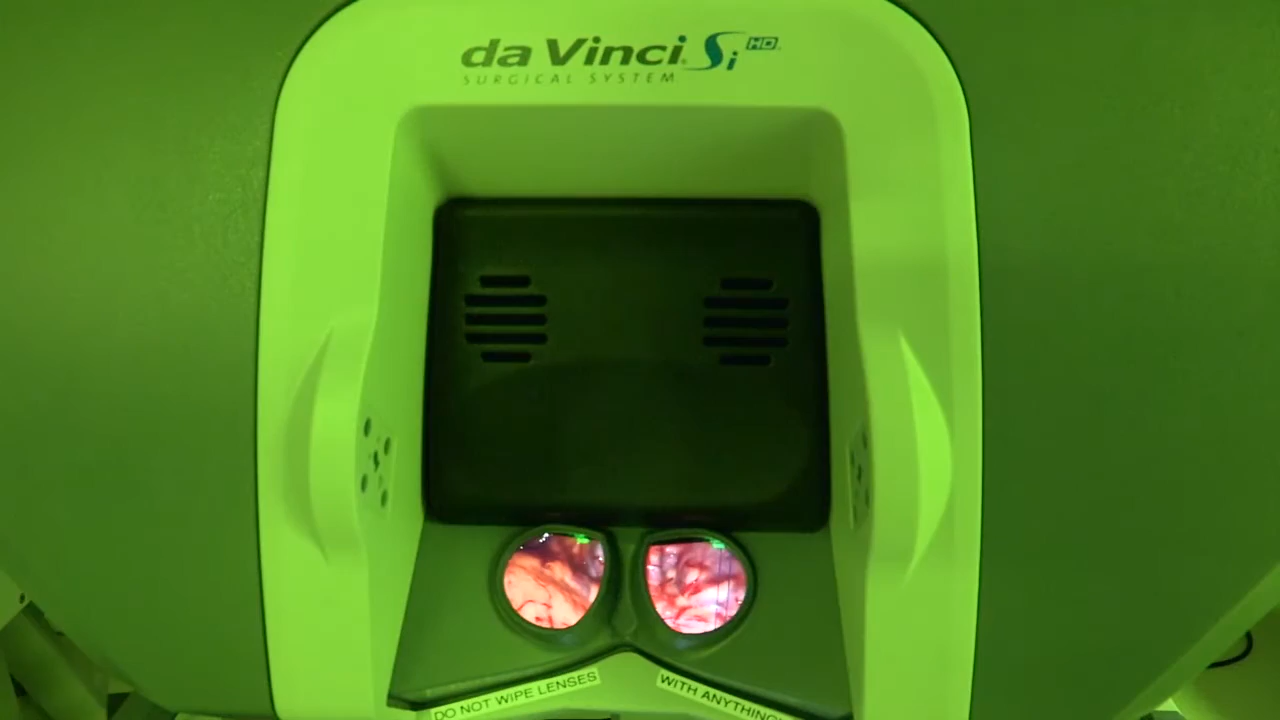 da Vinci Si HD
SURGICAL SYSTEM
DO NOT WIPE LENSES
WITH ANYTHING!